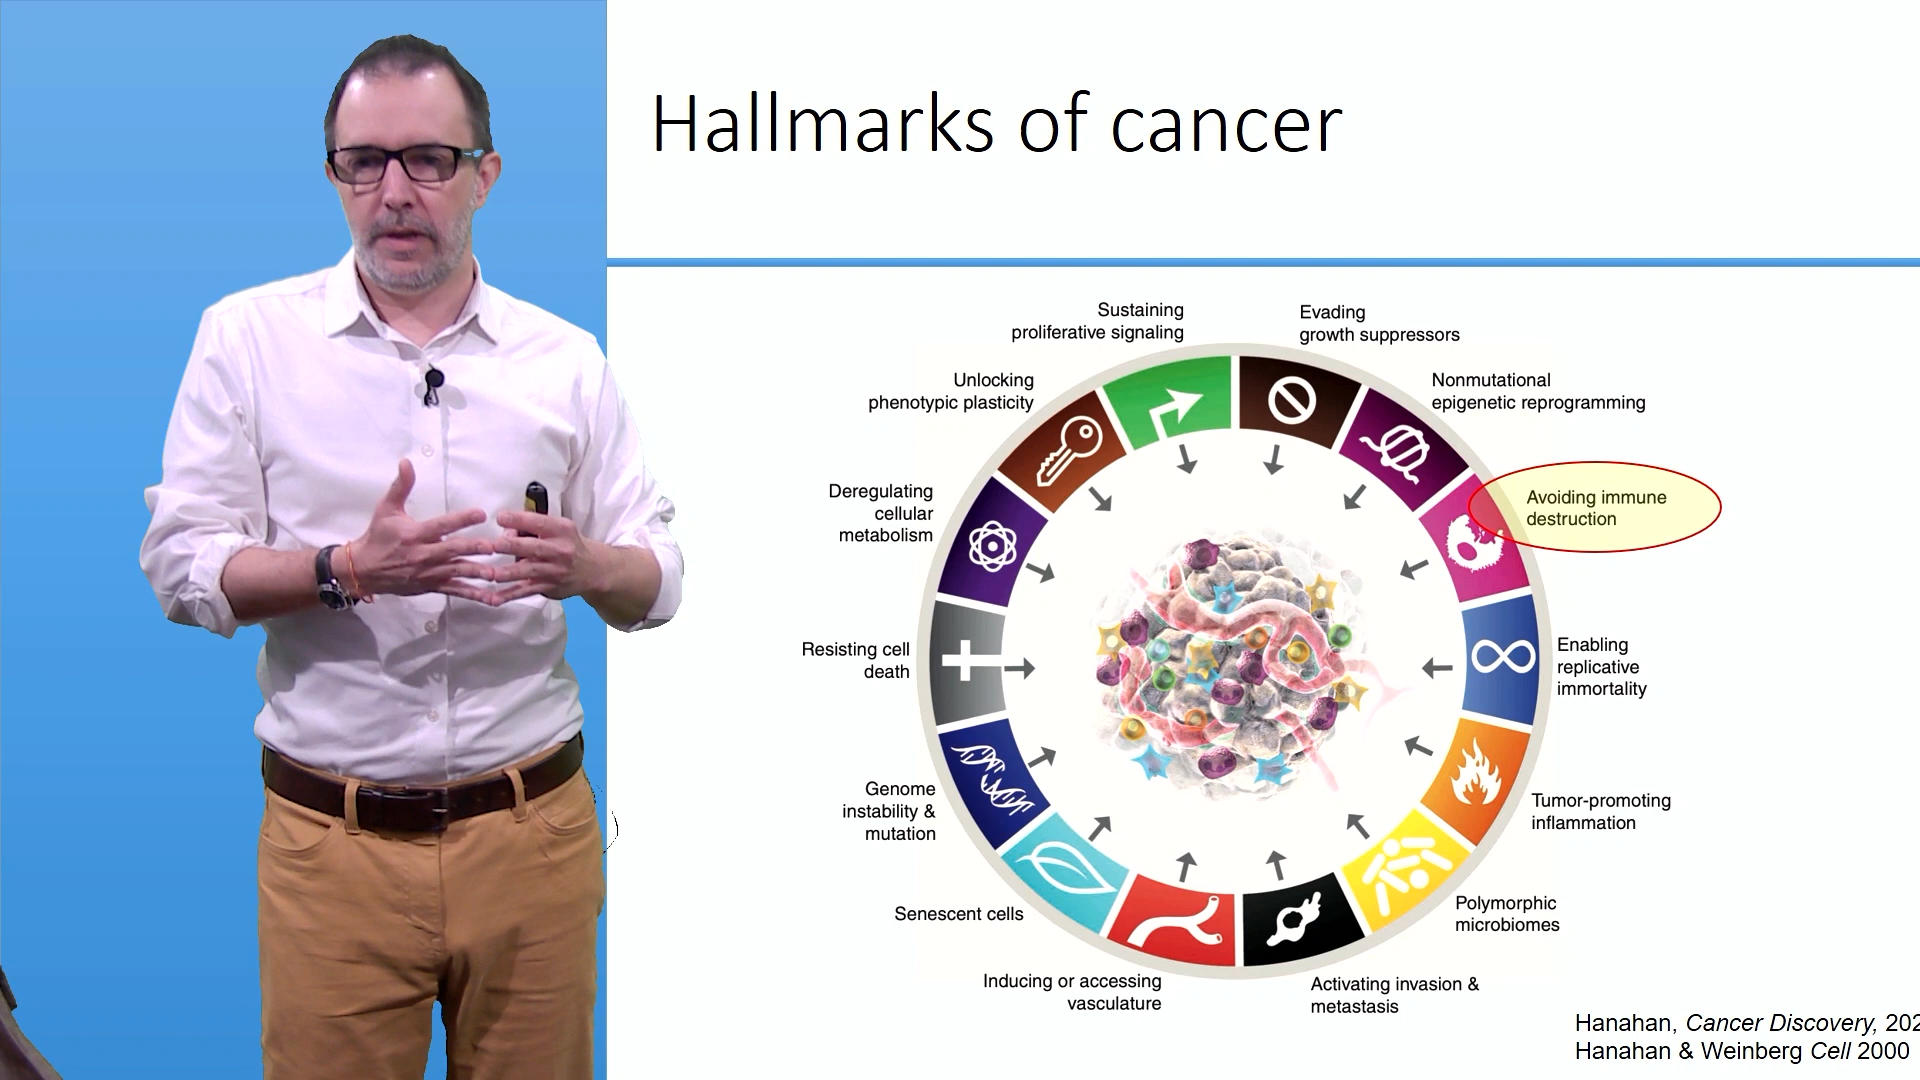 Hallmarks of cancer
Sustaining
proliferative signaling
Evading
growth suppressors
Unlocking
phenotypic plasticity
Nonmutational
epigenetic reprogramming
Deregulating
cellular
metabolism
Avoiding immune
destruction
Resisting cell
death
Enabling
replicative
immortality
Genome
instability &
mutation
Tumor-promoting
inflammation
Senescent cells
Polymorphic
microbiomes
Inducing or accessing
vasculature
Activating invasion &
metastasis
Hanahan, Cancer Discovery,
Hanahan & Weinberg Cell 2000